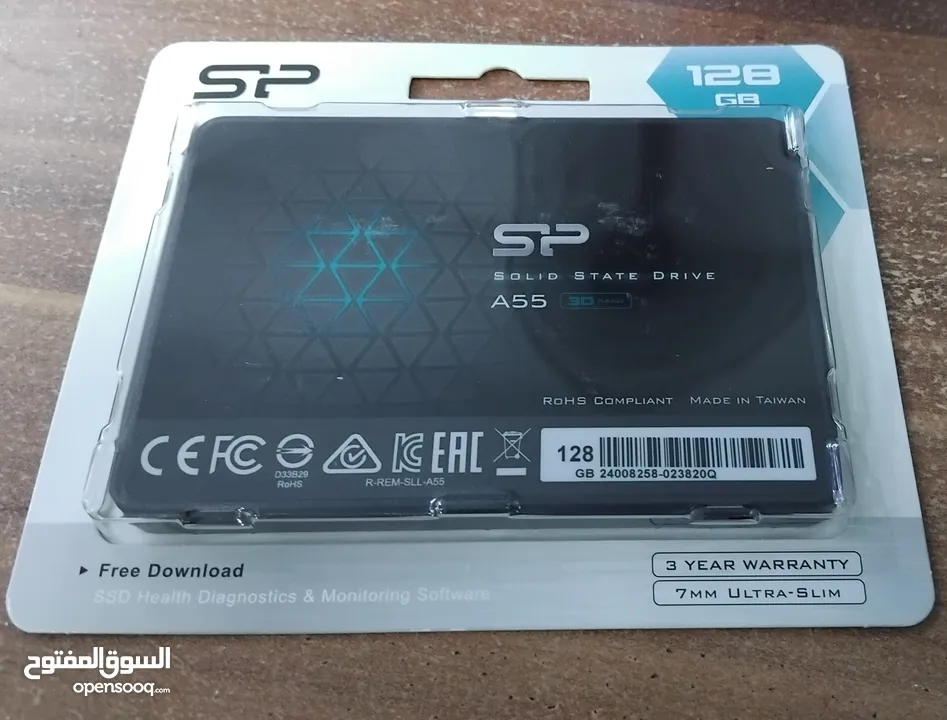 SP
128
GB
SP
SOLID STATE DRIVE
A55 3D NAND
ROHS COMPLIANT MADE IN TAIWAN
CE FC
D33B29
RoHS
R-REM-SLL-A55
EAC
128
GB 24008258-023820Q
▸ Free Download
SSD Health Diagnostics & Monitoring Software
3 YEAR WARRANTY
7MM ULTRA-SLIM
السوق المفتوح
opensooq.com